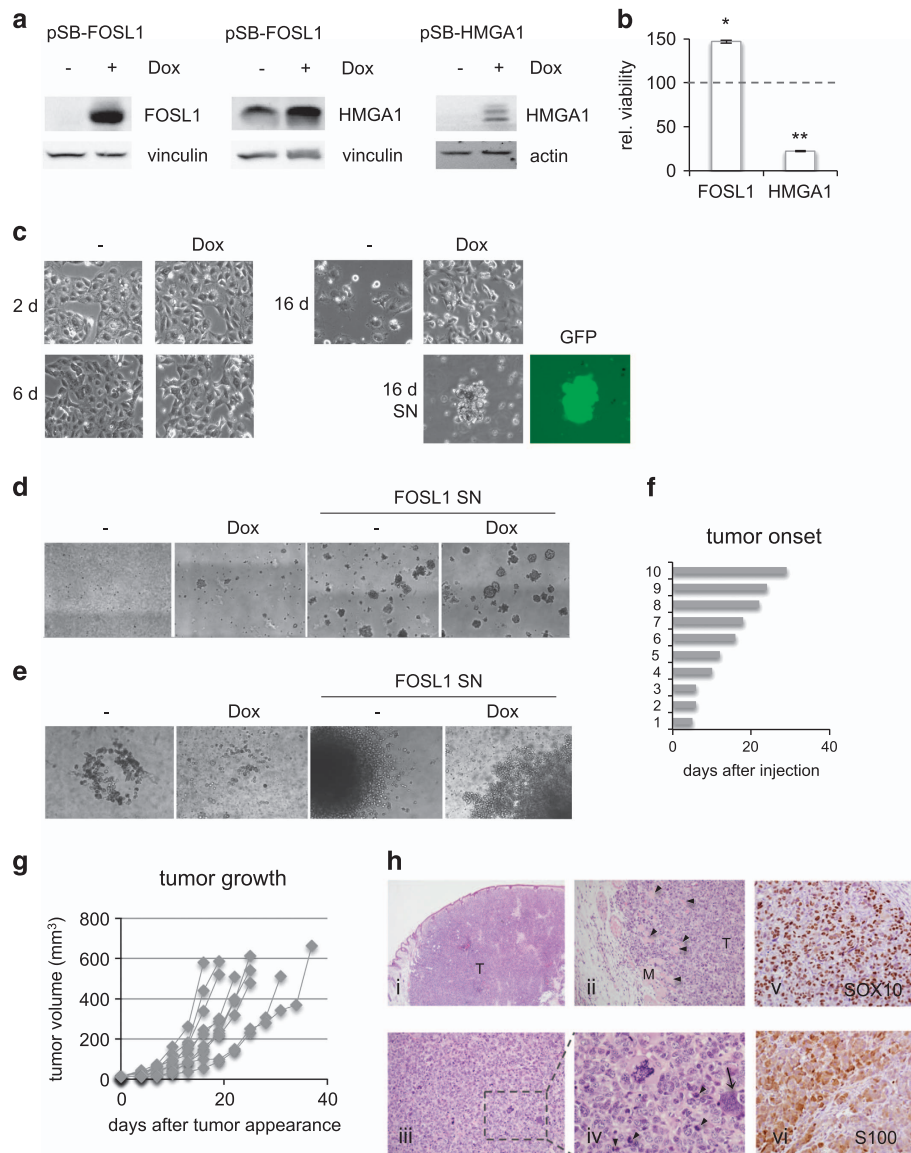 a
pSB-FOSL1 pSB-FOSL1 pSB-HMGA1
- + Dox - + Dox - + Dox
FOSL1 HMGA1 HMGA1
vinculin vinculin actin
b
rel. viability
150
100
50
0
* **
FOSL1 HMGA1
c
- Dox - Dox
2 d 16 d
GFP
6 d 16 d SN
d
FOSL1 SN
- Dox - Dox
e
FOSL1 SN
- Dox - Dox
f
tumor onset
10
9
8
7
6
5
4
3
2
1
0 20 40
days after injection
g
tumor growth
tumor volume (mm³)
800
600
400
200
0
0 20 40
days after tumor appearance
h
T
i
M T
ii
v SOX10
iii
iv
vi S100